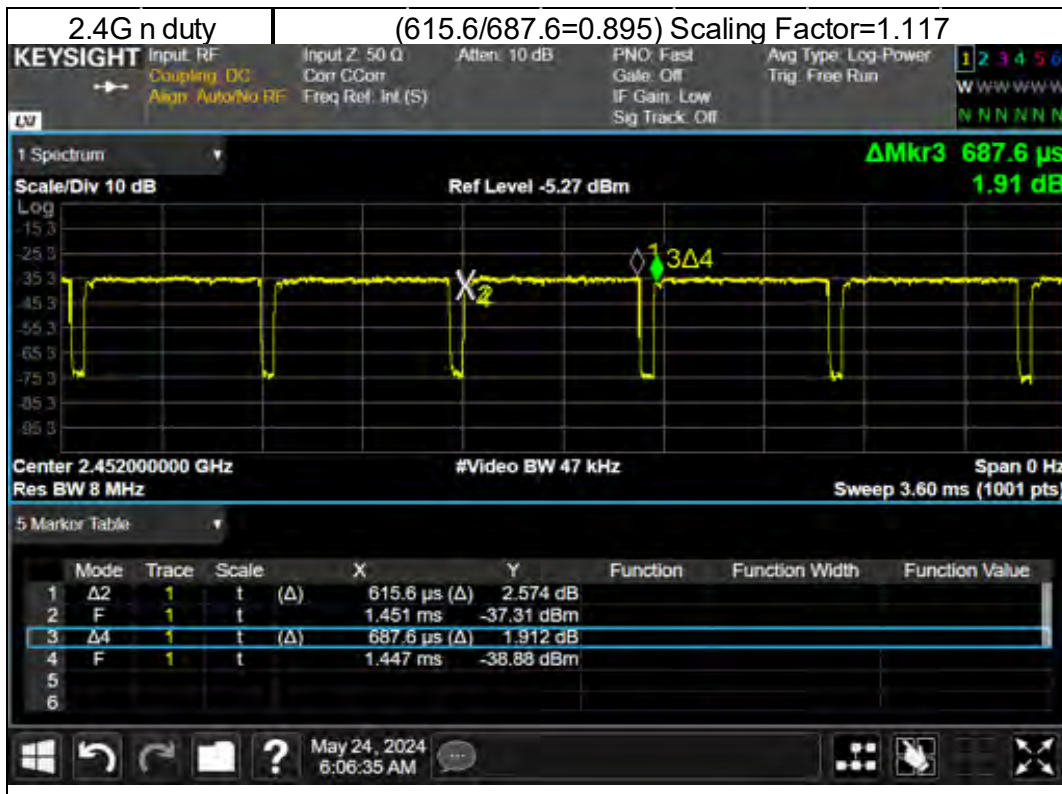 2.4G n duty (615.6/687.6=0.895) Scaling Factor=1.117
KEYSIGHT Input: RF Input Z: 50 Ω Atten: 10 dB PNO: Fast Avg Type: Log-Power 1 2 3 4 5 6
Coupling: DC Corr CCorr Gate: Off Trig: Free Run W W W W W W
Align: Auto/No RF Freq Ref: Int (S) IF Gain: Low
LXI Sig Track: Off N N N N N N
1 Spectrum ΔMkr3 687.6 µs
Scale/Div 10 dB Ref Level -5.27 dBm 1.91 dB
Log
-15.3
-25.3
1 3Δ4
-35.3
-45.3
-55.3
-65.3
-75.3
-85.3
-95.3
Center 2.452000000 GHz #Video BW 47 kHz Span 0 Hz
Res BW 8 MHz Sweep 3.60 ms (1001 pts)
5 Marker Table
Mode Trace Scale X Y Function Function Width Function Value
1 Δ2 1 t (Δ) 615.6 µs (Δ) 2.574 dB
2 F 1 t 1.451 ms -37.31 dBm
3 Δ4 1 t (Δ) 687.6 µs (Δ) 1.912 dB
4 F 1 t 1.447 ms -38.88 dBm
5
6
? May 24, 2024
6:06:35 AM